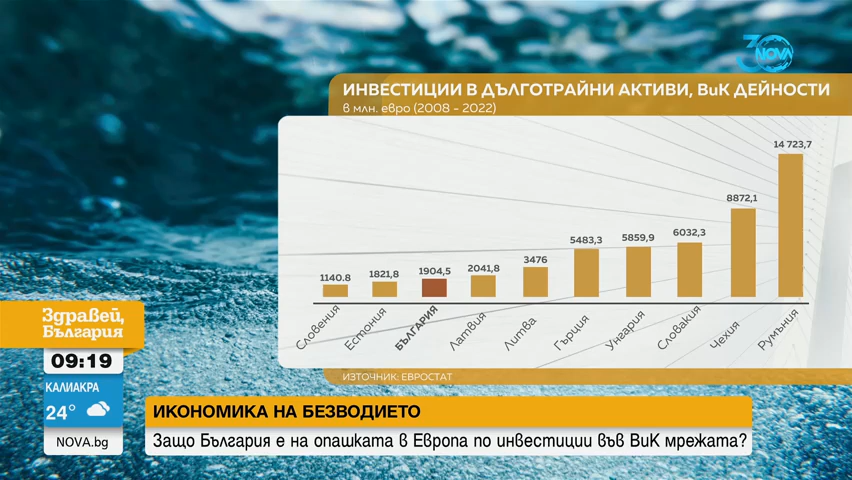 30
NOVA
ИНВЕСТИЦИИ В ДЪЛГОТРАЙНИ АКТИВИ, ВиК ДЕЙНОСТИ
в млн. евро (2008 - 2022)
1140.8
1821,8
1904,5
2041,8
3476
5483,3
5859,9
6032,3
8872,1
14 723,7
Словения
Естония
БЪЛГАРИЯ
Латвия
Литва
Гърция
Унгария
Словакия
Чехия
Румъния
ИЗТОЧНИК: ЕВРОСТАТ
Здравей,
България
09:19
КАЛИАКРА
24°
NOVA.bg
ИКОНОМИКА НА БЕЗВОДИЕТО
Защо България е на опашката в Европа по инвестиции във ВиК мрежата?